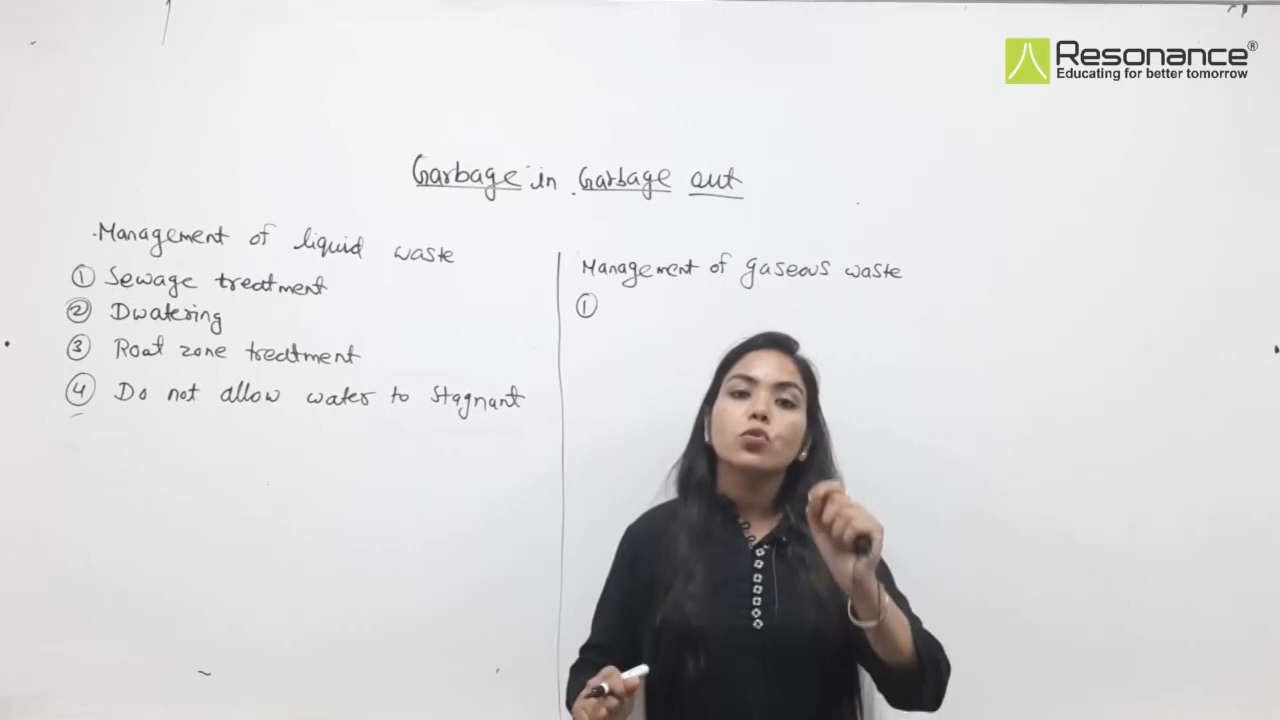 Resonance®
Educating for better tomorrow
Garbage in Garbage out
Management of liquid waste
① Sewage treatment
② Dwatering
③ Root zone treatment
④ Do not allow water to stagnant
Management of gaseous waste
①